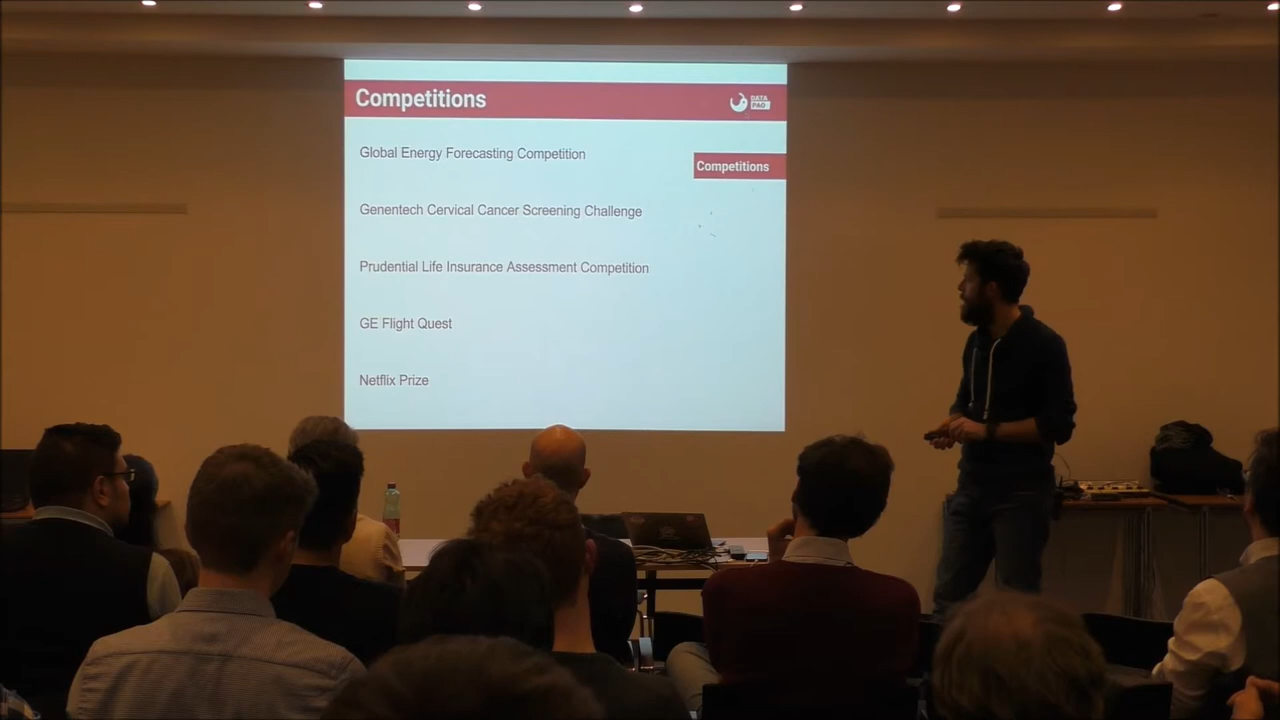 Competitions
DATA
PAO
Global Energy Forecasting Competition
Competitions
Genentech Cervical Cancer Screening Challenge
Prudential Life Insurance Assessment Competition
GE Flight Quest
Netflix Prize